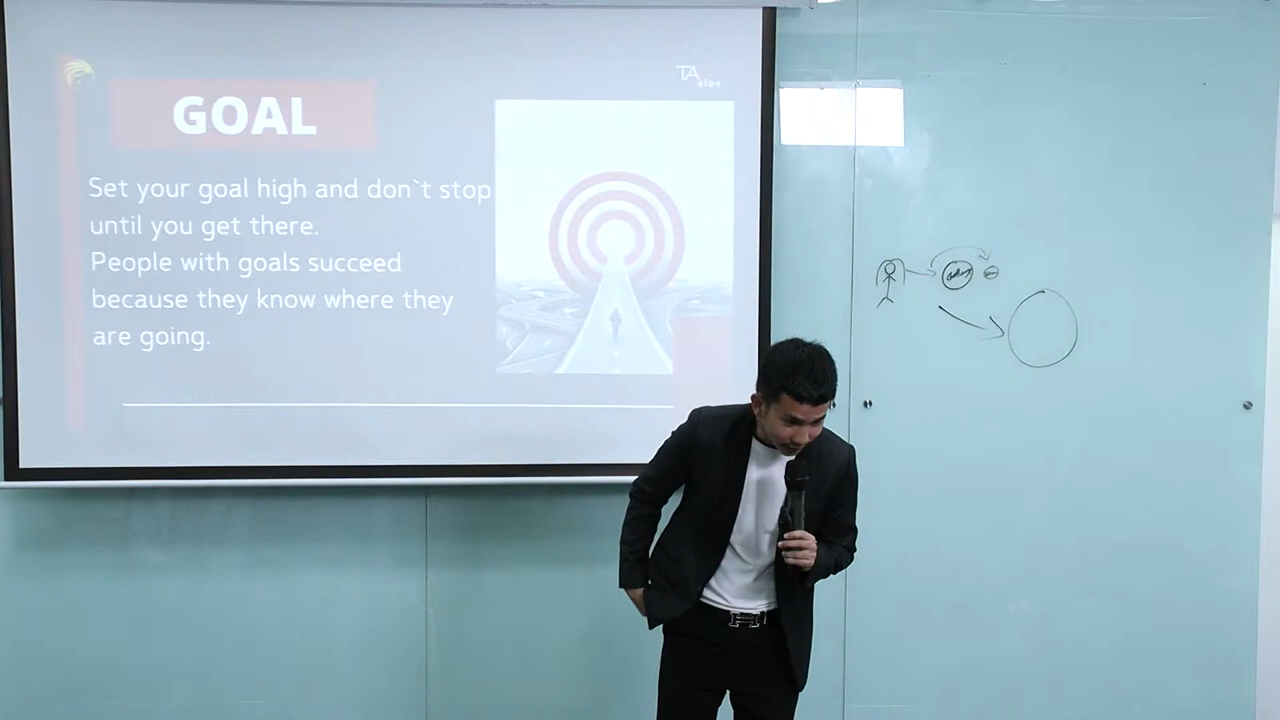 TA
elev
GOAL
Set your goal high and don`t stop
until you get there.
People with goals succeed
because they know where they
are going.